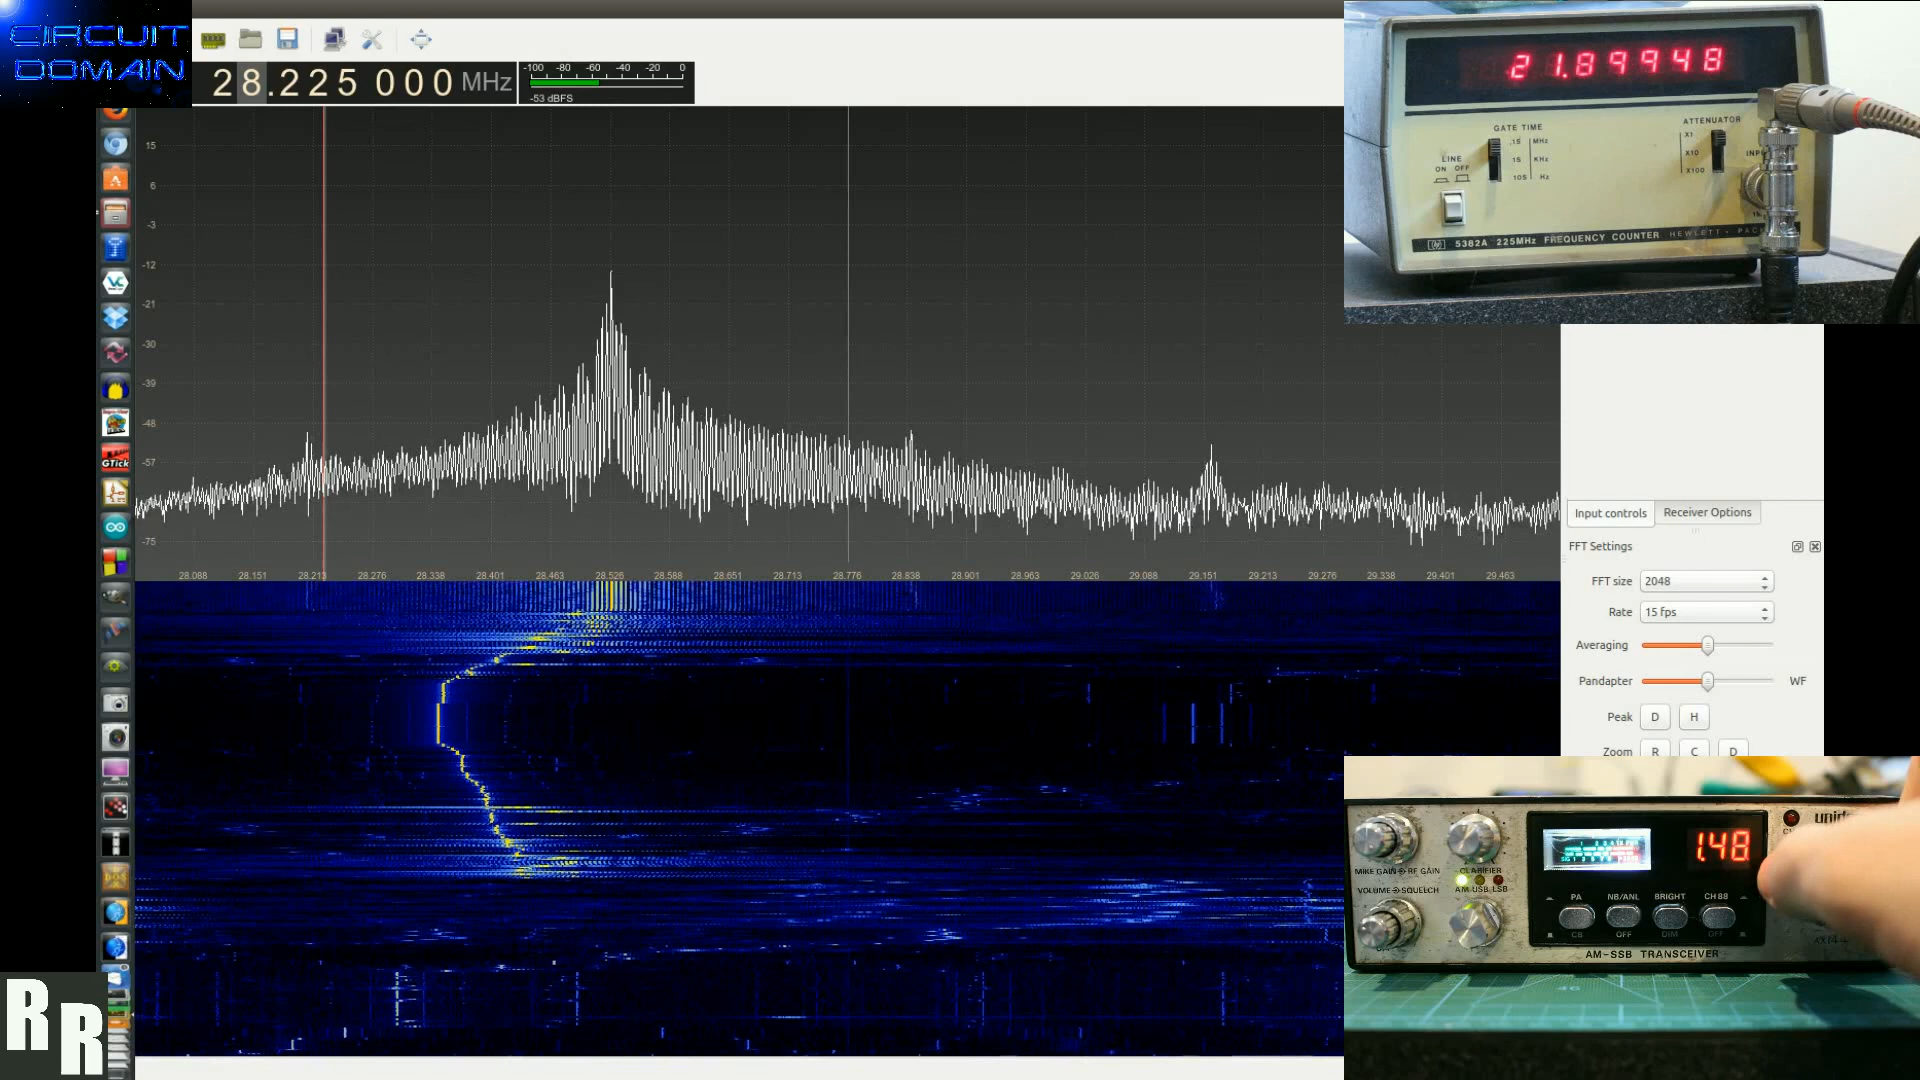 CIRCUIT
DOMAIN
28.225 000 MHz
-100 -80 -60 -40 -20 0
-53 dBFS
15
6
-3
-12
-21
-30
-39
-48
-57
-75
28.088 28.151 28.213 28.276 28.338 28.401 28.463 28.526 28.588 28.651 28.713 28.776 28.838 28.901 28.963 29.026 29.088 29.151 29.213 29.276 29.338 29.401 29.463
GTick
RR
21.89948
GATE TIME
.1S MHz
1S KHz
10S Hz
LINE
ON OFF
ATTENUATOR
X1
X10
X100
5382A 225MHz FREQUENCY COUNTER HEWLETT • PAC
Input controls Receiver Options
FFT Settings
FFT size 2048
Rate 15 fps
Averaging
Pandapter WF
Peak D H
Zoom R C D
1.48
MIKE GAIN RF GAIN CLARIFIER
VOLUME SQUELCH AM USB LSB
PA NB/ANL BRIGHT CH 88
CB OFF DIM OFF
AM-SSB TRANSCEIVER